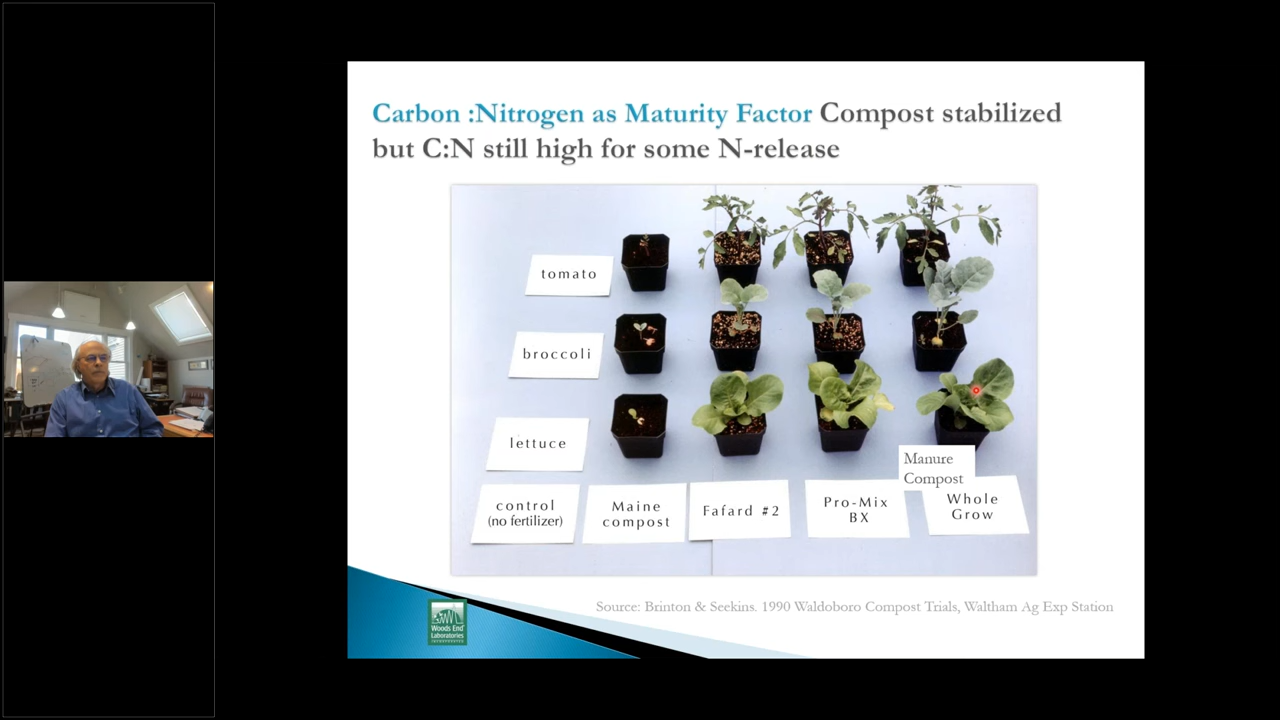 Carbon :Nitrogen as Maturity Factor Compost stabilized
but C:N still high for some N-release
tomato
broccoli
lettuce
Manure
Compost
control
(no fertilizer)
Maine
compost
Fafard #2
Pro-Mix
BX
Whole
Grow
Source: Brinton & Seekins. 1990 Waldoboro Compost Trials, Waltham Ag Exp Station
Woods End
Laboratories
INCORPORATED